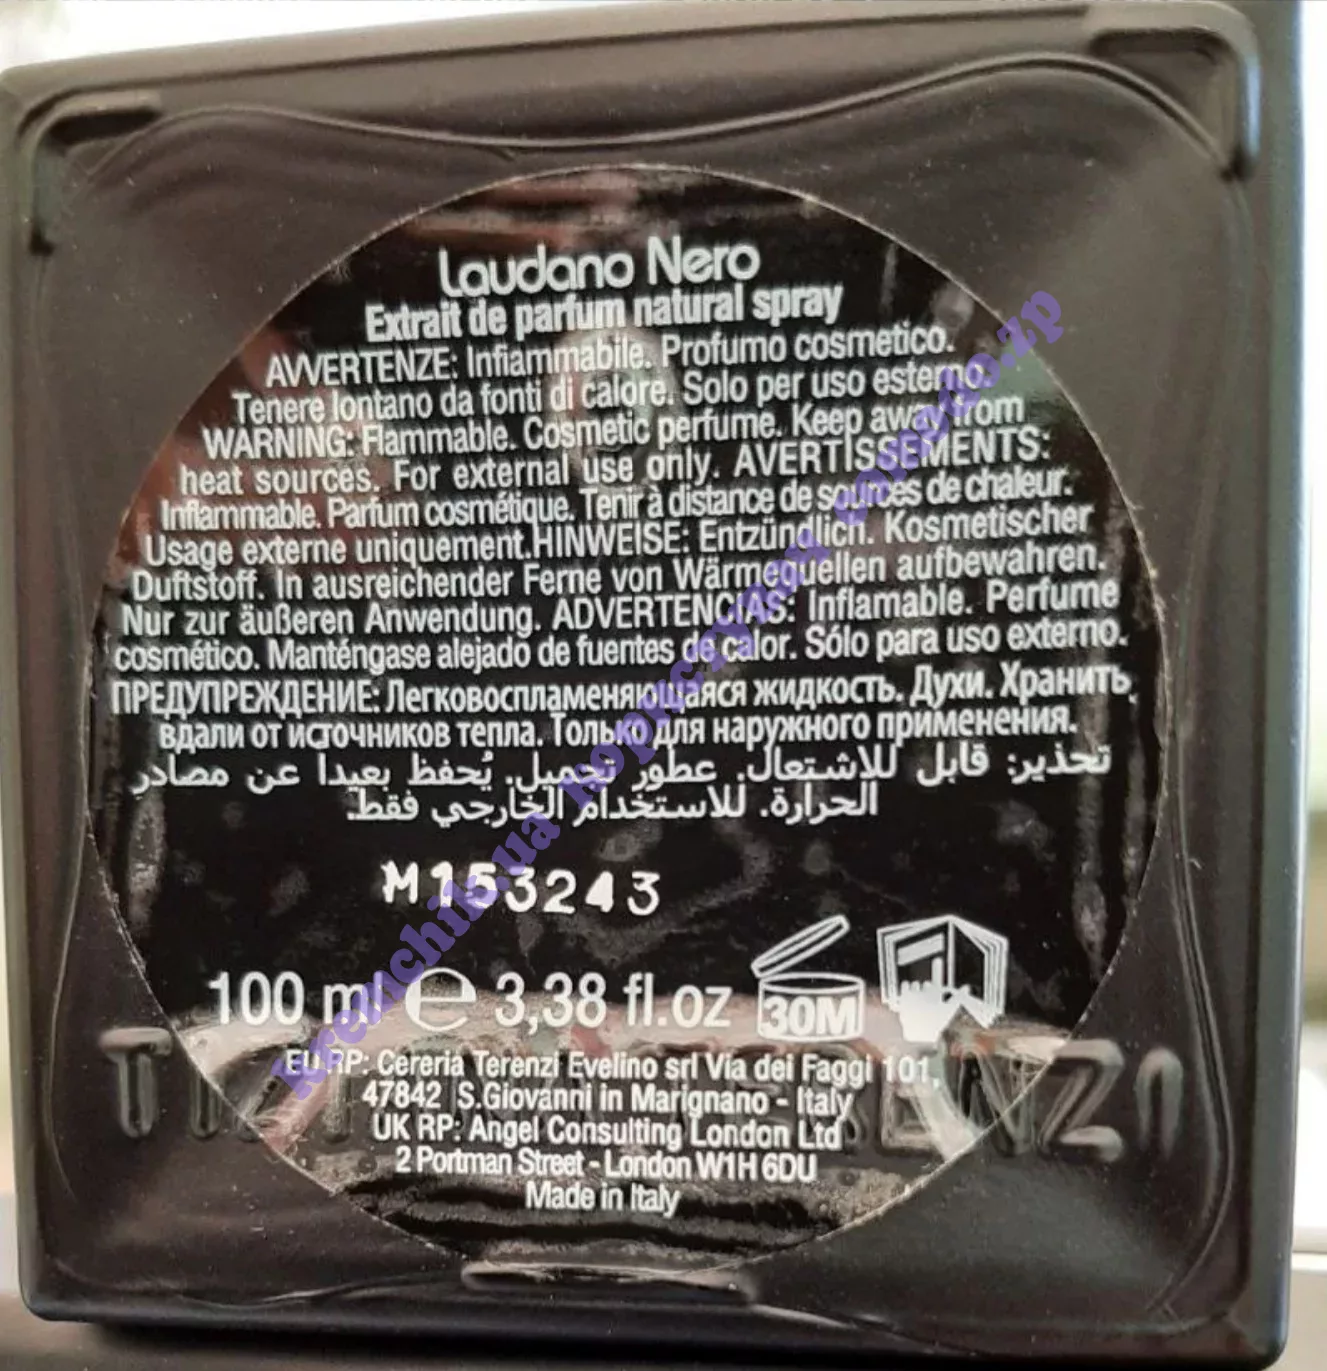 Laudano Nero
Extrait de parfum natural spray
AVVERTENZE: Infiammabile. Profumo cosmetico.
Tenere lontano da fonti di calore. Solo per uso esterno.
WARNING: Flammable. Cosmetic perfume. Keep away from
heat sources. For external use only. AVERTISSEMENTS:
Inflammable. Parfum cosmétique. Tenir à distance de sources de chaleur.
Usage externe uniquement.HINWEISE: Entzündlich. Kosmetischer
Duftstoff. In ausreichender Ferne von Wärmequellen aufbewahren.
Nur zur äußeren Anwendung. ADVERTENCIAS: Inflamable. Perfume
cosmético. Manténgase alejado de fuentes de calor. Sólo para uso externo.
ПРЕДУПРЕЖДЕНИЕ: Легковоспламеняющаяся жидкость. Духи. Хранить
вдали от источников тепла. Только для наружного применения.
تحذير: قابل للاشتعال. عطور تجميل. يُحفظ بعيدا عن مصادر
الحرارة. للاستخدام الخارجي فقط.
M153243
100 ml e 3,38 fl.oz 30M
EU RP: Cereria Terenzi Evelino srl Via dei Faggi 101,
47842 S.Giovanni in Marignano - Italy
UK RP: Angel Consulting London Ltd
2 Portman Street - London W1H 6DU
Made in Italy
TIZIANA TERENZI